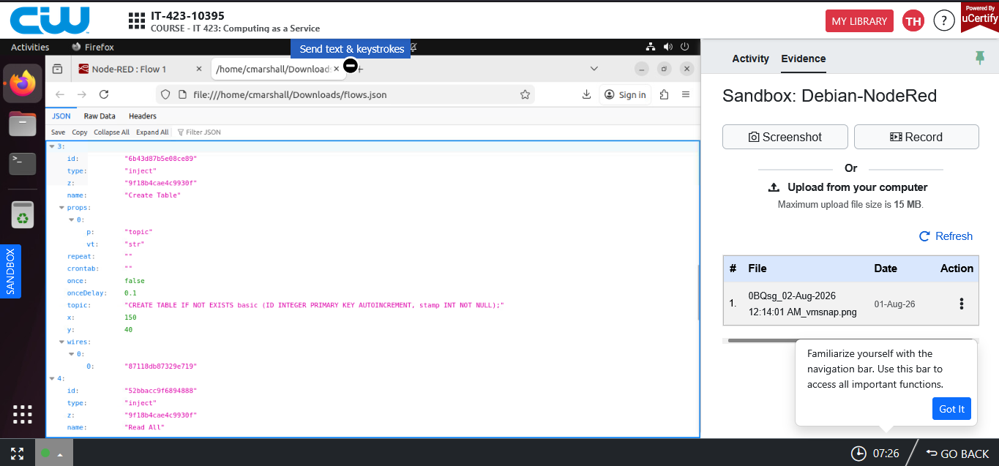 CW
IT-423-10395
COURSE - IT 423: Computing as a Service
MY LIBRARY
TH
?
Powered By
uCertify
Activities
Firefox
Send text & keystrokes
Node-RED : Flow 1
×
/home/cmarshall/Download
×
+
file:///home/cmarshall/Downloads/flows.json
Sign in
JSON
Raw Data
Headers
Save
Copy
Collapse All
Expand All
Filter JSON
3:
id: "6b43d87b5e08ce89"
type: "inject"
z: "9f18b4cae4c9930f"
name: "Create Table"
props:
0:
p: "topic"
vt: "str"
repeat: ""
crontab: ""
once: false
onceDelay: 0.1
topic: "CREATE TABLE IF NOT EXISTS basic (ID INTEGER PRIMARY KEY AUTOINCREMENT, stamp INT NOT NULL);"
x: 150
y: 40
wires:
0:
0: "87118db87329e719"
4:
id: "52bbacc9f6894888"
type: "inject"
z: "9f18b4cae4c9930f"
name: "Read All"
SANDBOX
Activity
Evidence
Sandbox: Debian-NodeRed
Screenshot
Record
Or
Upload from your computer
Maximum upload file size is 15 MB.
Refresh
# File Date Action
1. 0BQsg_02-Aug-2026
12:14:01 AM_vmsnap.png
01-Aug-26
Familiarize yourself with the
navigation bar. Use this bar to
access all important functions.
Got It
07:26
GO BACK